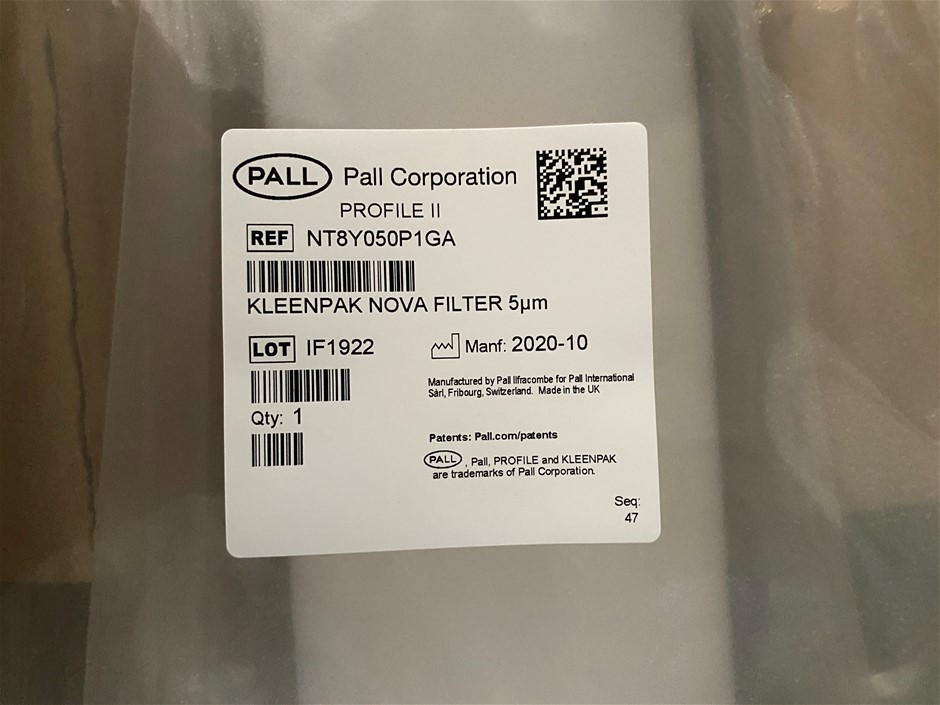 PALL Pall Corporation
PROFILE II
REF NT8Y050P1GA
KLEENPAK NOVA FILTER 5µm
LOT IF1922
Manf: 2020-10
Manufactured by Pall Ilfracombe for Pall International
Sàrl, Fribourg, Switzerland. Made in the UK
Qty: 1
Patents: Pall.com/patents
PALL , Pall, PROFILE and KLEENPAK
are trademarks of Pall Corporation.
Seq:
47